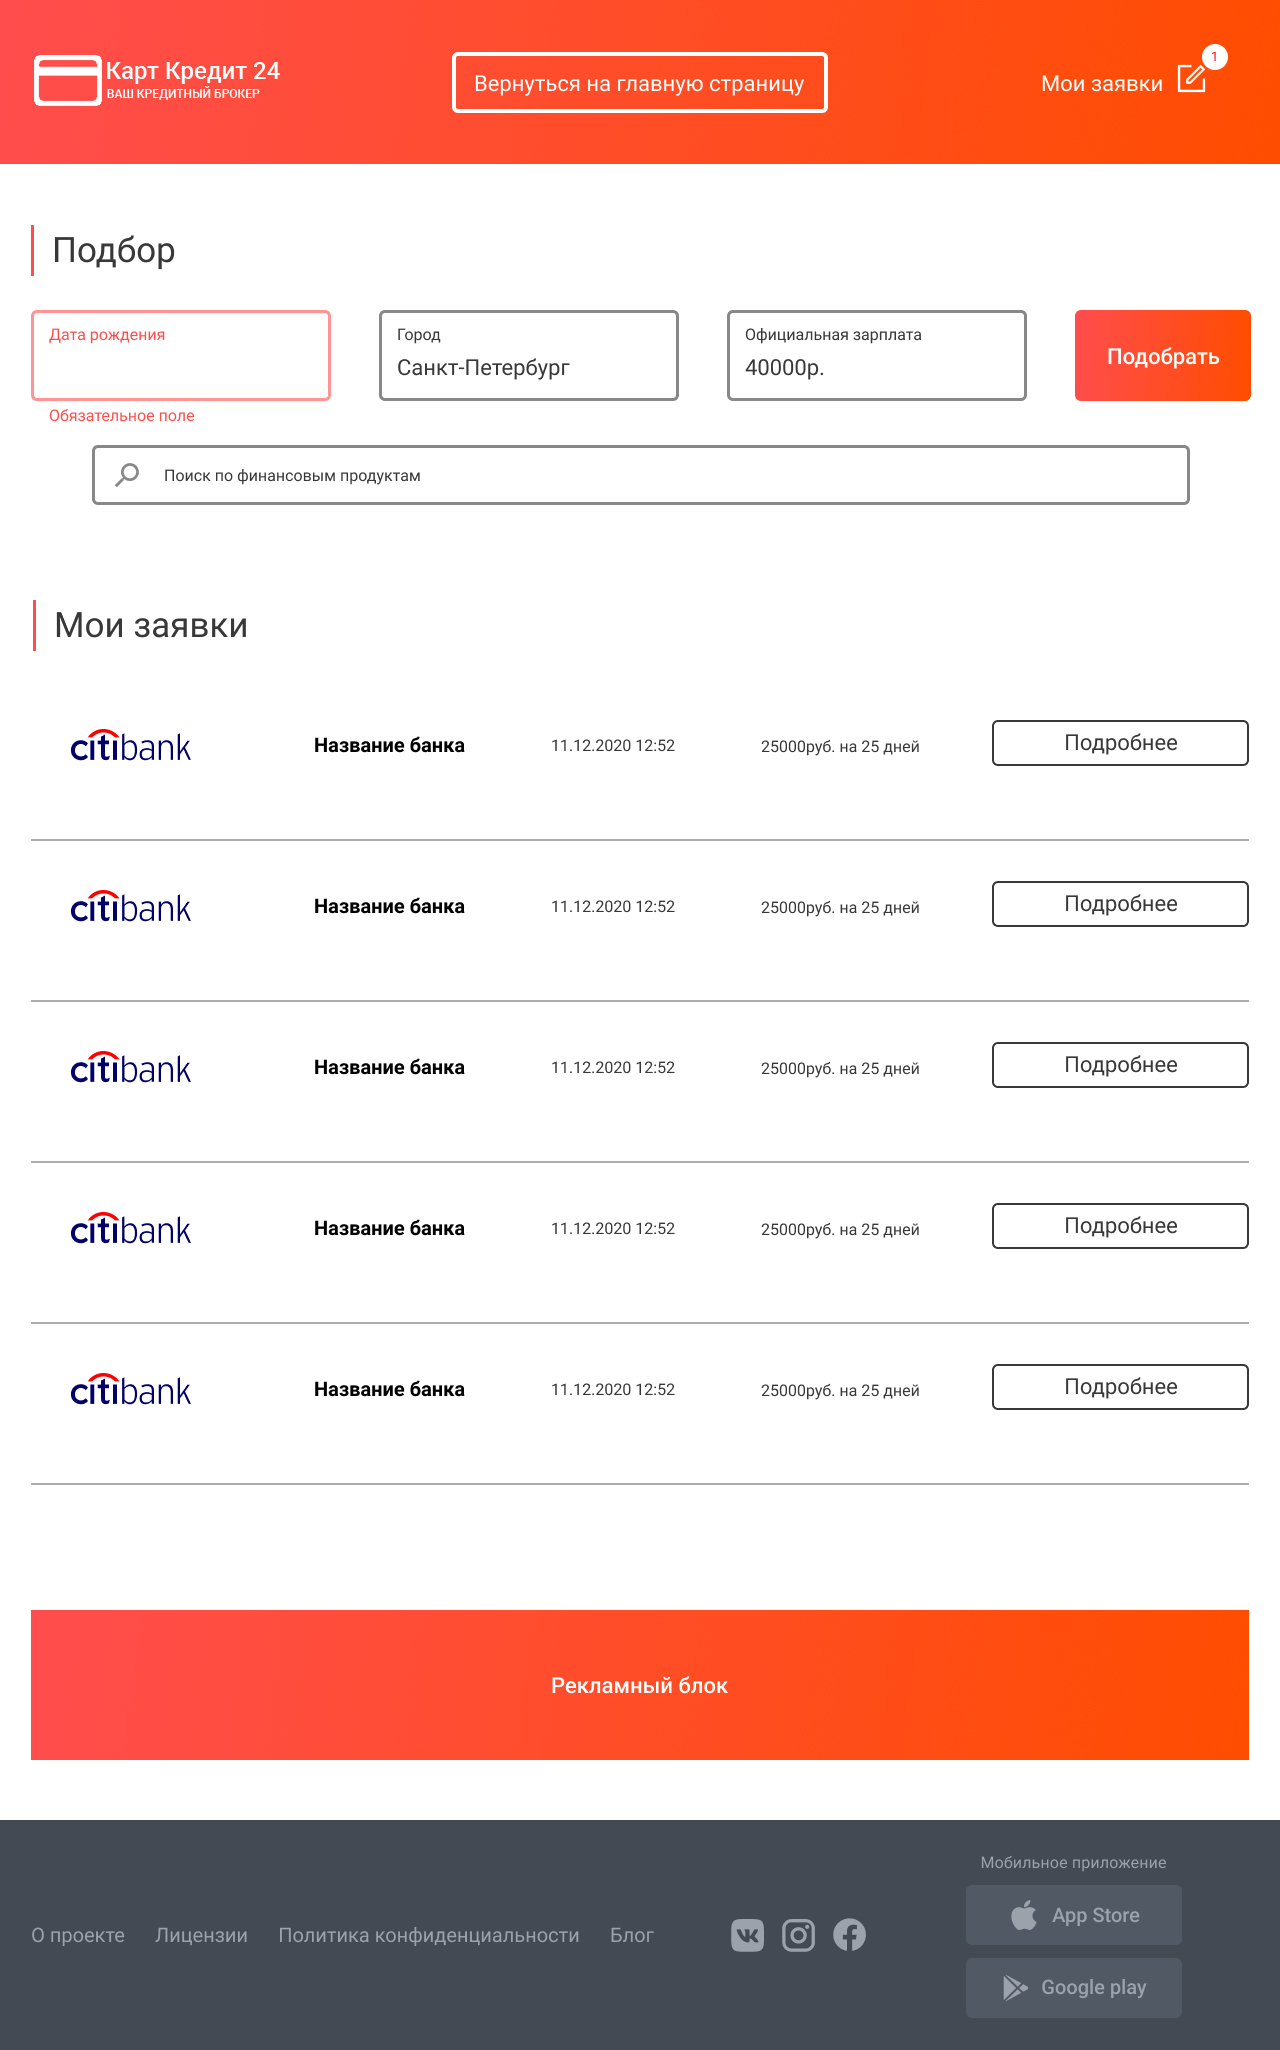 Карт Кредит 24
ВАШ КРЕДИТНЫЙ БРОКЕР
Вернуться на главную страницу
Мои заявки
1
Подбор
Дата рождения
Обязательное поле
Город
Санкт-Петербург
Официальная зарплата
40000р.
Подобрать
Поиск по финансовым продуктам
Мои заявки
citibank Название банка 11.12.2020 12:52 25000руб. на 25 дней Подробнее
citibank Название банка 11.12.2020 12:52 25000руб. на 25 дней Подробнее
citibank Название банка 11.12.2020 12:52 25000руб. на 25 дней Подробнее
citibank Название банка 11.12.2020 12:52 25000руб. на 25 дней Подробнее
citibank Название банка 11.12.2020 12:52 25000руб. на 25 дней Подробнее
Рекламный блок
О проекте Лицензии Политика конфиденциальности Блог
Мобильное приложение
App Store
Google play